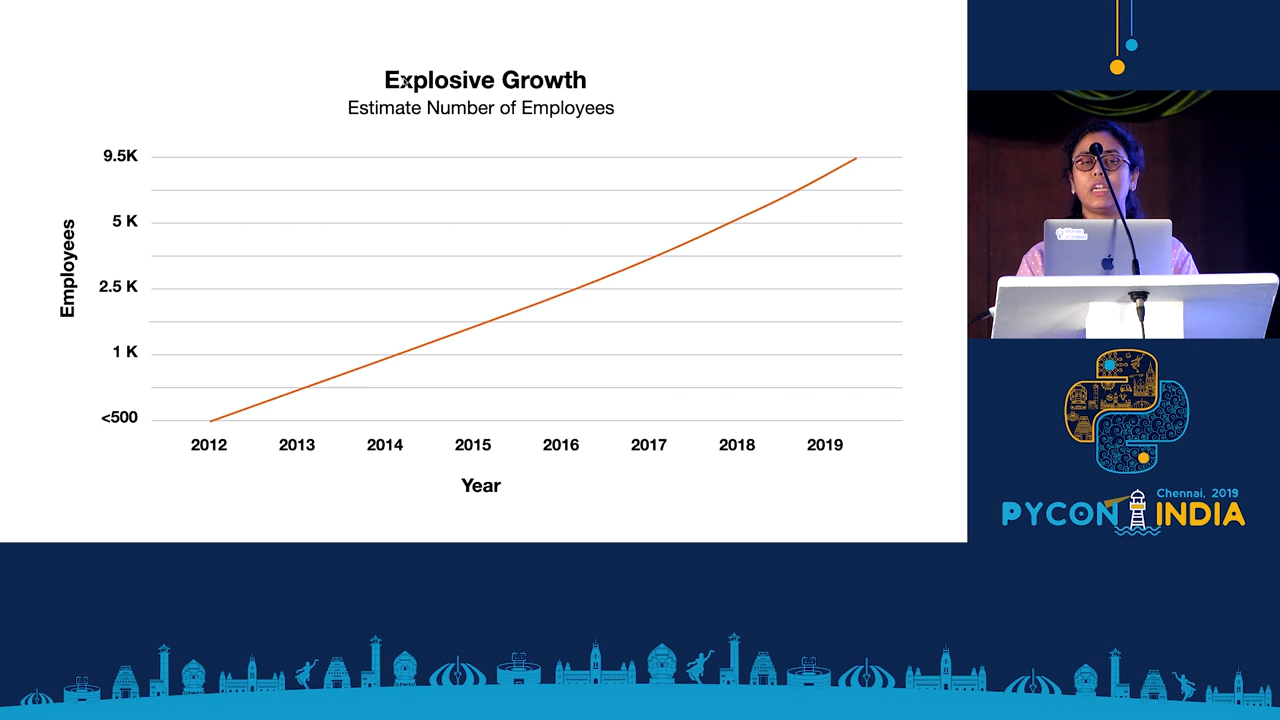 Explosive Growth
Estimate Number of Employees
Employees
9.5K
5 K
2.5 K
1 K
<500
2012 2013 2014 2015 2016 2017 2018 2019
Year
Chennai, 2019
PYCON INDIA